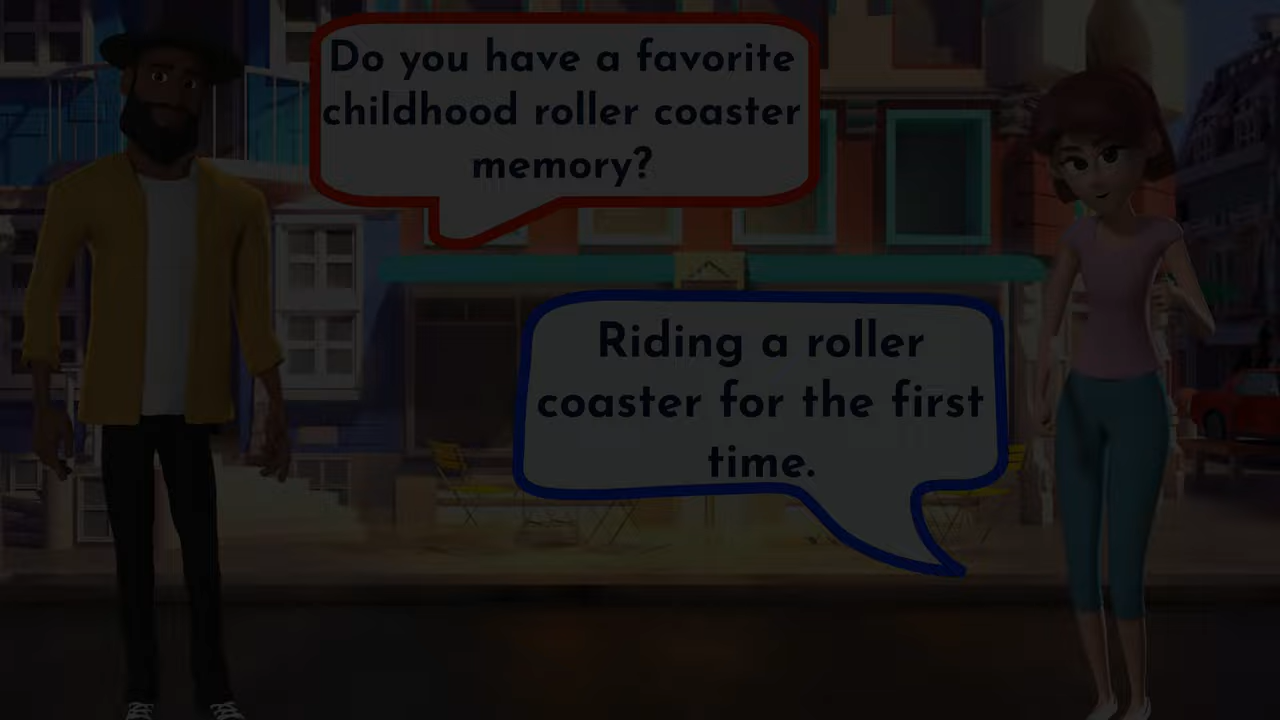 Do you have a favorite
childhood roller coaster
memory?
Riding a roller
coaster for the first
time.